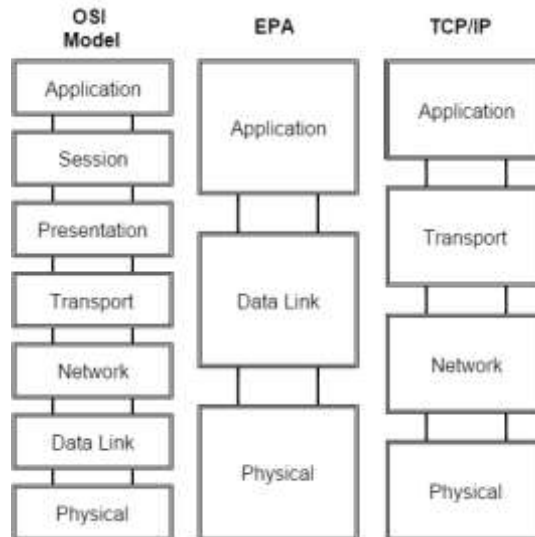 OSI
Model
EPA
TCP/IP
Application
Session
Presentation
Transport
Network
Data Link
Physical
Application
Data Link
Physical
Application
Transport
Network
Physical